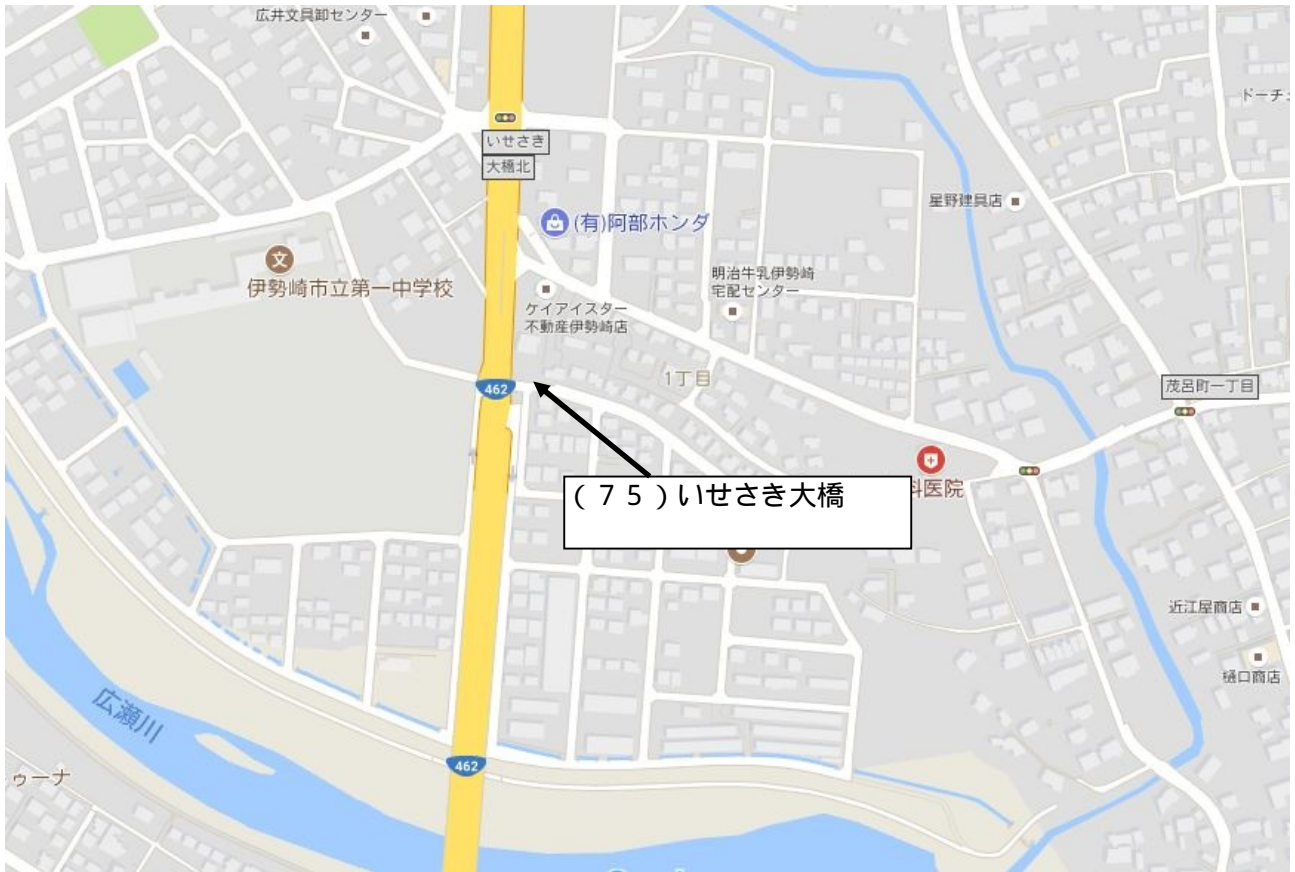 広井文具卸センター
ドーチェ
いせさき
大橋北
星野建具店
(有)阿部ホンダ
伊勢崎市立第一中学校
明治牛乳伊勢崎
宅配センター
ケイアイスター
不動産伊勢崎店
1丁目
462
茂呂町一丁目
(75)いせさき大橋
科医院
近江屋商店
樋口商店
広瀬川
462
ゥーナ